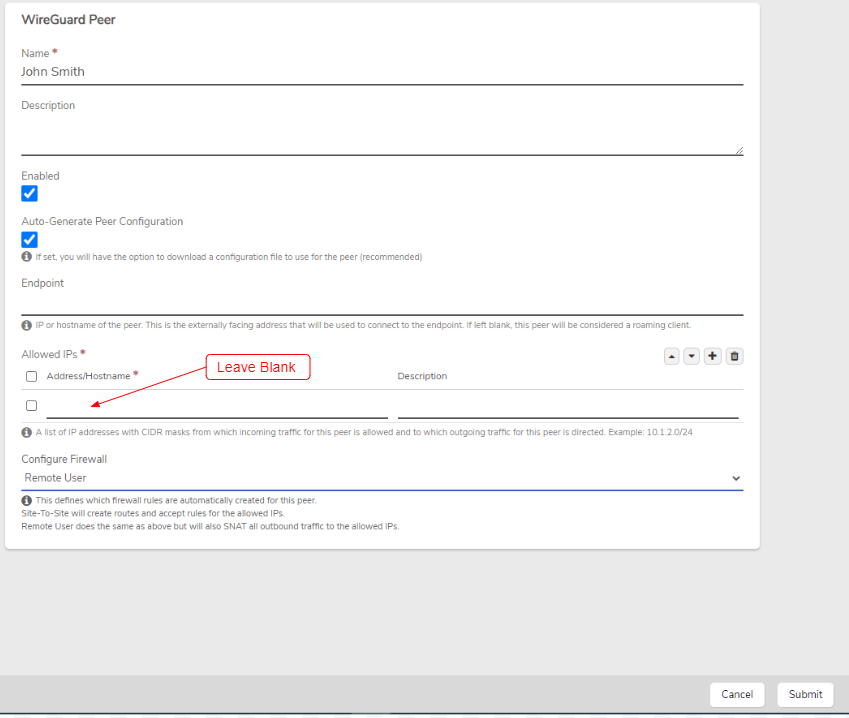 WireGuard Peer
Name *
John Smith
Description
Enabled
Auto-Generate Peer Configuration
If set, you will have the option to download a configuration file to use for the peer (recommended)
Endpoint
IP or hostname of the peer. This is the externally facing address that will be used to connect to the endpoint. If left blank, this peer will be considered a roaming client.
Allowed IPs *
Leave Blank
Address/Hostname * Description
A list of IP addresses with CIDR masks from which incoming traffic for this peer is allowed and to which outgoing traffic for this peer is directed. Example: 10.1.2.0/24
Configure Firewall
Remote User
This defines which firewall rules are automatically created for this peer.
Site-To-Site will create routes and accept rules for the allowed IPs.
Remote User does the same as above but will also SNAT all outbound traffic to the allowed IPs.
Cancel Submit